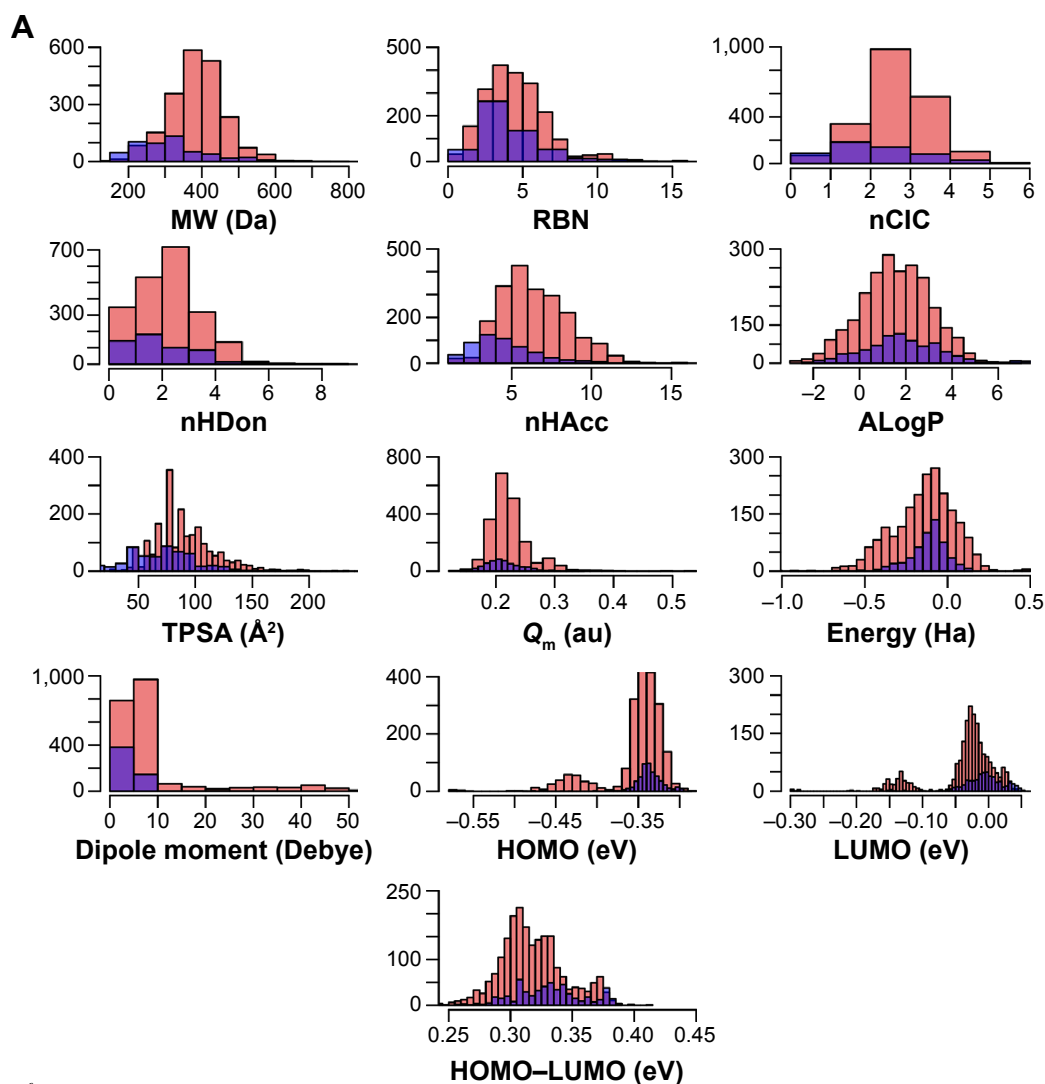 A
600
300
0
200 400 600 800
MW (Da)
500
200
0
0 5 10 15
RBN
1,000
400
0
0 1 2 3 4 5 6
nCIC
700
300
0
0 2 4 6 8
nHDon
500
200
0
5 10 15
nHAcc
300
150
0
–2 0 2 4 6
ALogP
400
200
0
50 100 150 200
TPSA (Å²)
800
400
0
0.2 0.3 0.4 0.5
Qm (au)
300
150
0
–1.0 –0.5 0.0 0.5
Energy (Ha)
1,000
400
0
0 10 20 30 40 50
Dipole moment (Debye)
400
200
0
–0.55 –0.45 –0.35
HOMO (eV)
300
150
0
–0.30 –0.20 –0.10 0.00
LUMO (eV)
250
100
0
0.25 0.30 0.35 0.40 0.45
HOMO–LUMO (eV)